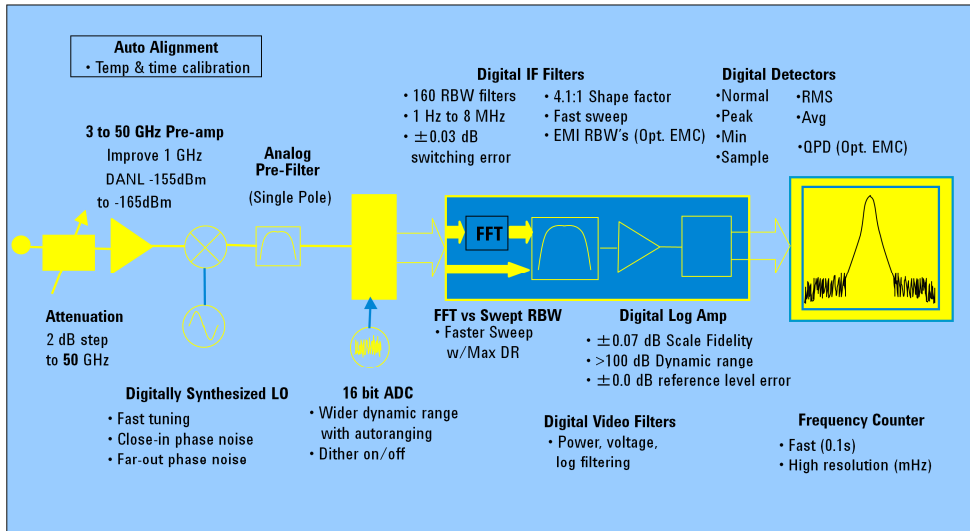 Auto Alignment
• Temp & time calibration
Digital IF Filters
• 160 RBW filters
• 1 Hz to 8 MHz
• ±0.03 dB
switching error
• 4.1:1 Shape factor
• Fast sweep
• EMI RBW's (Opt. EMC)
Digital Detectors
•Normal
•Peak
•Min
•Sample
•RMS
•Avg
•QPD (Opt. EMC)
3 to 50 GHz Pre-amp
Improve 1 GHz
DANL -155dBm
to -165dBm
Analog
Pre-Filter
(Single Pole)
FFT
Attenuation
2 dB step
to 50 GHz
FFT vs Swept RBW
• Faster Sweep
w/Max DR
Digital Log Amp
• ±0.07 dB Scale Fidelity
• >100 dB Dynamic range
• ±0.0 dB reference level error
Digitally Synthesized LO
• Fast tuning
• Close-in phase noise
• Far-out phase noise
16 bit ADC
• Wider dynamic range
with autoranging
• Dither on/off
Digital Video Filters
• Power, voltage,
log filtering
Frequency Counter
• Fast (0.1s)
• High resolution (mHz)